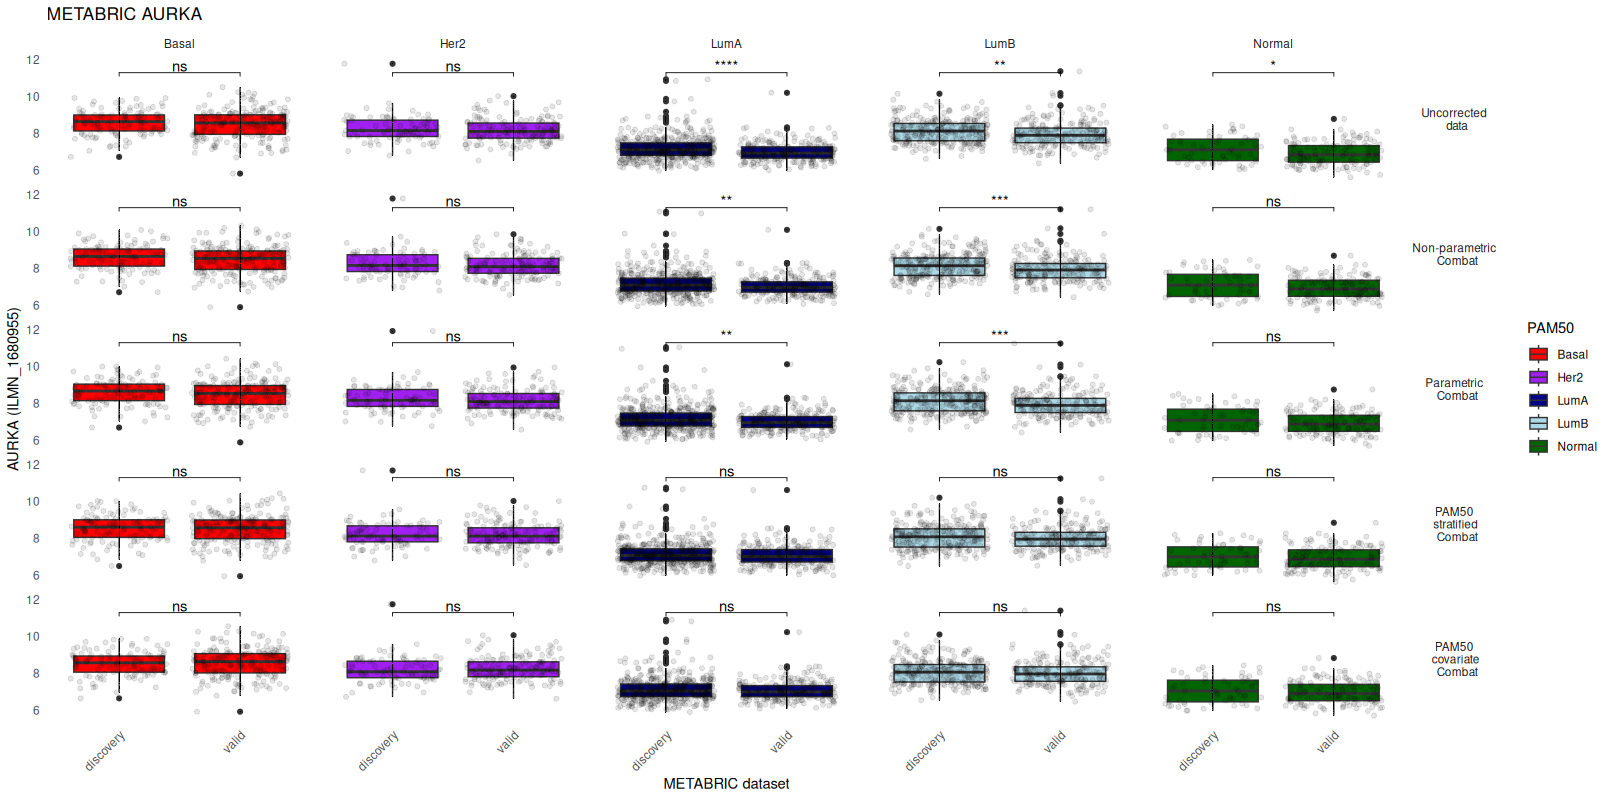 METABRIC AURKA
Basal Her2 LumA LumB Normal
12 10 8 6
ns ns **** ** *
Uncorrected
data
12 10 8 6
ns ns ** *** ns
Non-parametric
Combat
12 10 8 6
ns ns ** *** ns
Parametric
Combat
12 10 8 6
ns ns ns ns ns
PAM50
stratified
Combat
12 10 8 6
ns ns ns ns ns
PAM50
covariate
Combat
AURKA (ILMN_1680955)
discovery valid discovery valid discovery valid discovery valid discovery valid
METABRIC dataset
PAM50
Basal
Her2
LumA
LumB
Normal